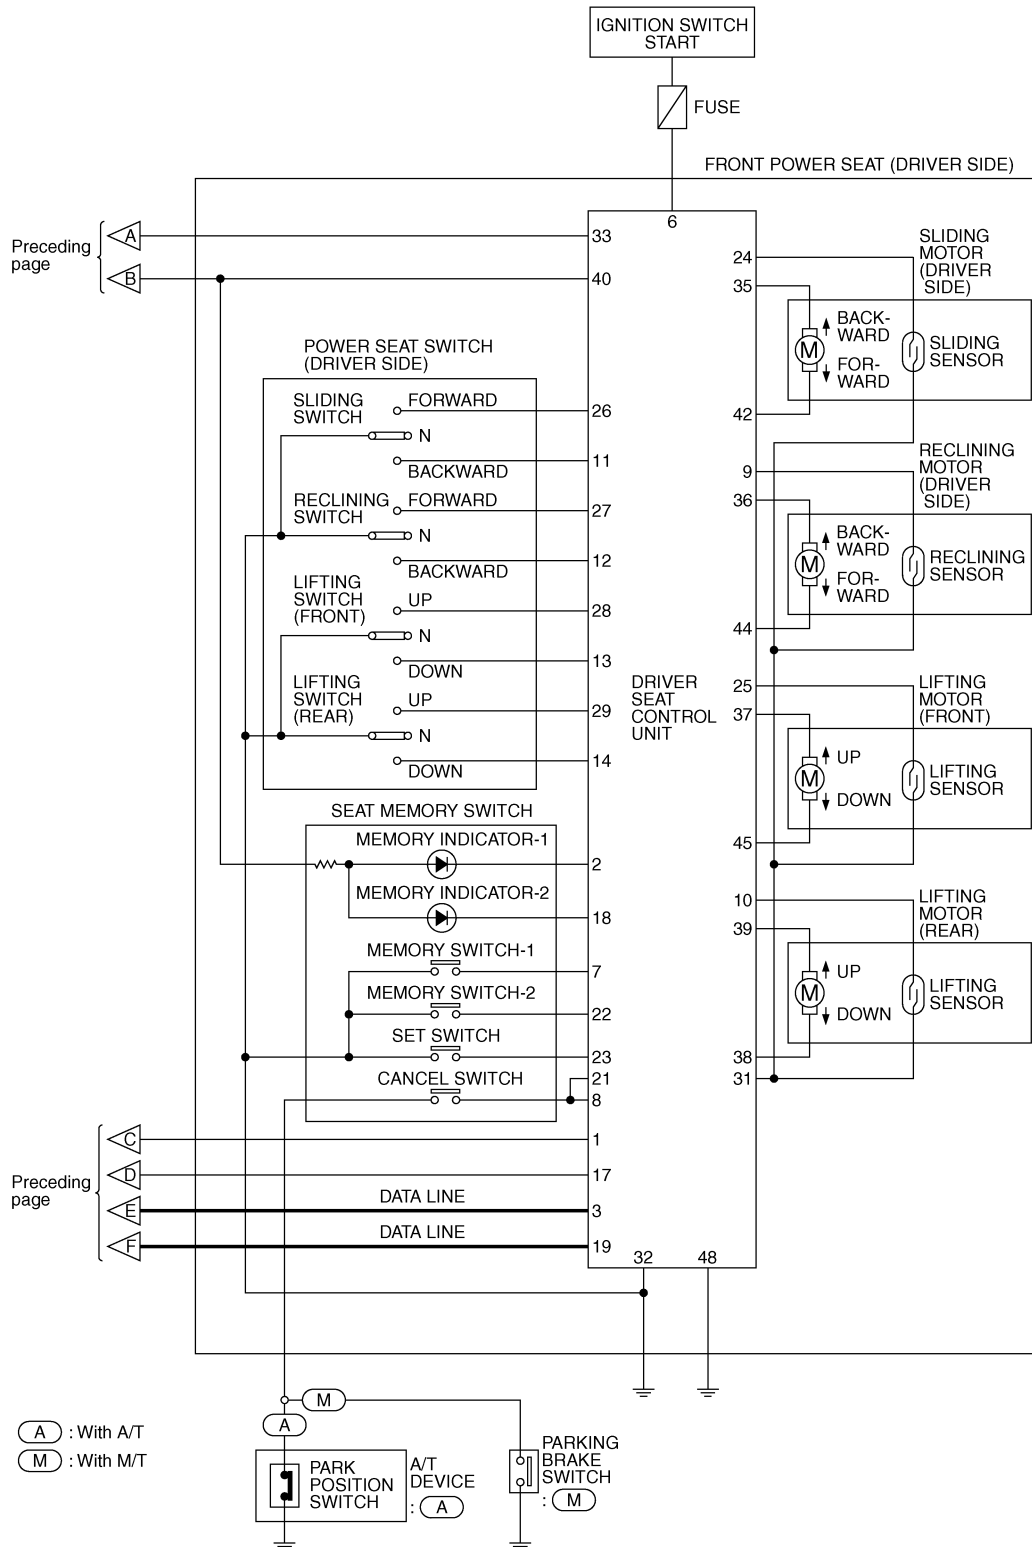 IGNITION SWITCH
START
FUSE
FRONT POWER SEAT (DRIVER SIDE)
6
Preceding
page
A
33
B
40
24
35
SLIDING
MOTOR
(DRIVER
SIDE)
M
BACK-
WARD
FOR-
WARD
SLIDING
SENSOR
42
POWER SEAT SWITCH
(DRIVER SIDE)
SLIDING
SWITCH
FORWARD
26
N
BACKWARD
11
RECLINING
SWITCH
FORWARD
27
N
BACKWARD
12
LIFTING
SWITCH
(FRONT)
UP
28
N
DOWN
13
LIFTING
SWITCH
(REAR)
UP
29
N
DOWN
14
DRIVER
SEAT
CONTROL
UNIT
9
36
RECLINING
MOTOR
(DRIVER
SIDE)
M
BACK-
WARD
FOR-
WARD
RECLINING
SENSOR
44
25
37
LIFTING
MOTOR
(FRONT)
M
UP
DOWN
LIFTING
SENSOR
45
10
39
LIFTING
MOTOR
(REAR)
M
UP
DOWN
LIFTING
SENSOR
38
31
SEAT MEMORY SWITCH
MEMORY INDICATOR-1
2
MEMORY INDICATOR-2
18
MEMORY SWITCH-1
7
MEMORY SWITCH-2
22
SET SWITCH
23
21
CANCEL SWITCH
8
Preceding
page
C
1
D
17
E
DATA LINE
3
F
DATA LINE
19
32
48
M
A
A : With A/T
M : With M/T
PARK
POSITION
SWITCH
A/T
DEVICE
: A
PARKING
BRAKE
SWITCH
: M